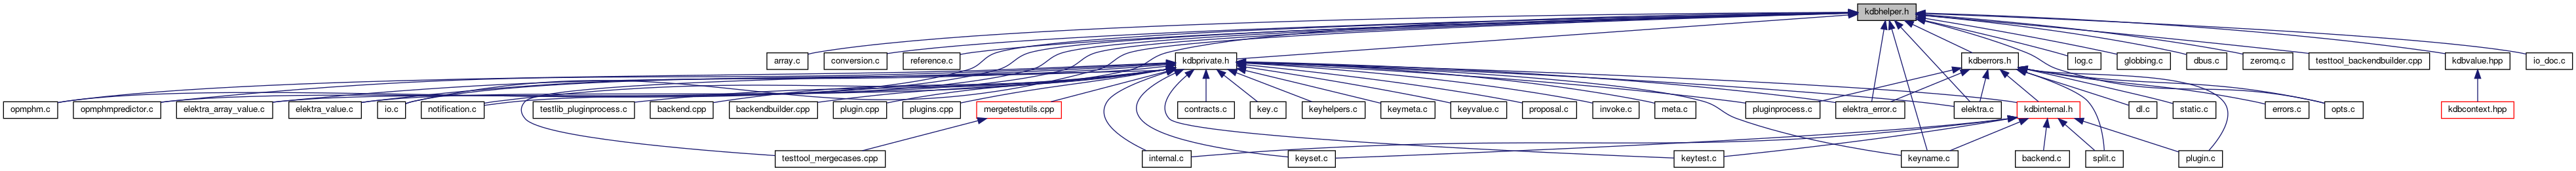 kdbhelper.h
array.c conversion.c reference.c kdbprivate.h kdberrors.h log.c globbing.c dbus.c zeromq.c testtool_backendbuilder.cpp kdbvalue.hpp io_doc.c
opmphm.c opmphmpredictor.c elektra_array_value.c elektra_value.c io.c notification.c testlib_pluginprocess.c backend.cpp backendbuilder.cpp plugin.cpp plugins.cpp mergetestutils.cpp contracts.c key.c keyhelpers.c keymeta.c keyvalue.c proposal.c invoke.c meta.c pluginprocess.c elektra_error.c elektra.c kdbinternal.h dl.c static.c errors.c opts.c kdbcontext.hpp
testtool_mergecases.cpp internal.c keyset.c keytest.c keyname.c backend.c split.c plugin.c